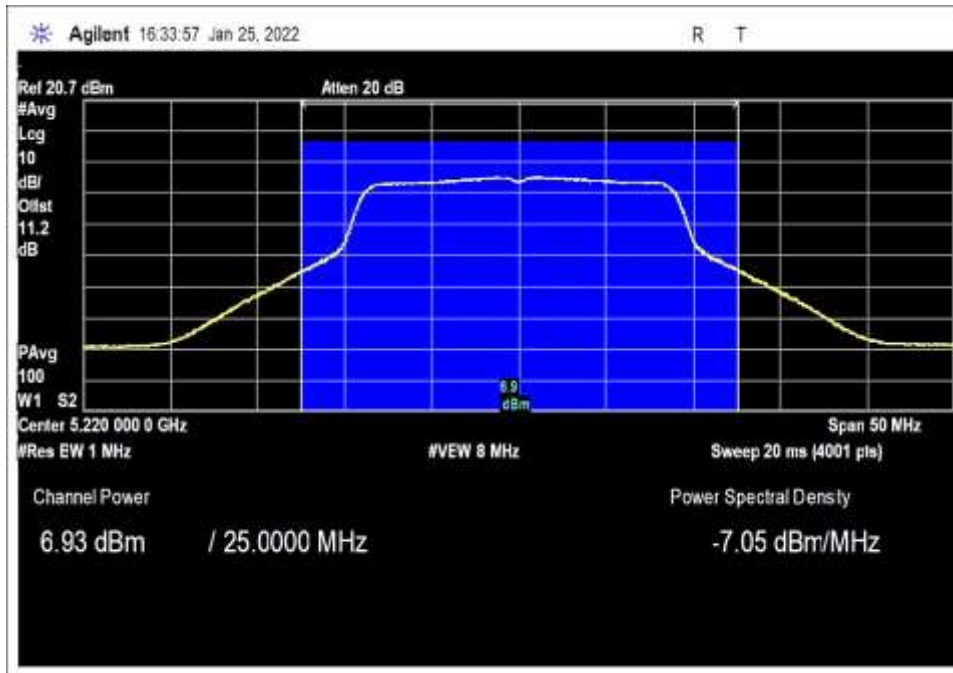 Agilent 16:33:57 Jan 25, 2022 R T
Ref 20.7 dBm Atten 20 dB
#Avg
Log
10
dB/
Offst
11.2
dB
PAvg
100
W1 S2
6.9
dBm
Center 5.220 000 0 GHz Span 50 MHz
#Res BW 1 MHz #VBW 8 MHz Sweep 20 ms (4001 pts)
Channel Power Power Spectral Density
6.93 dBm / 25.0000 MHz -7.05 dBm/MHz